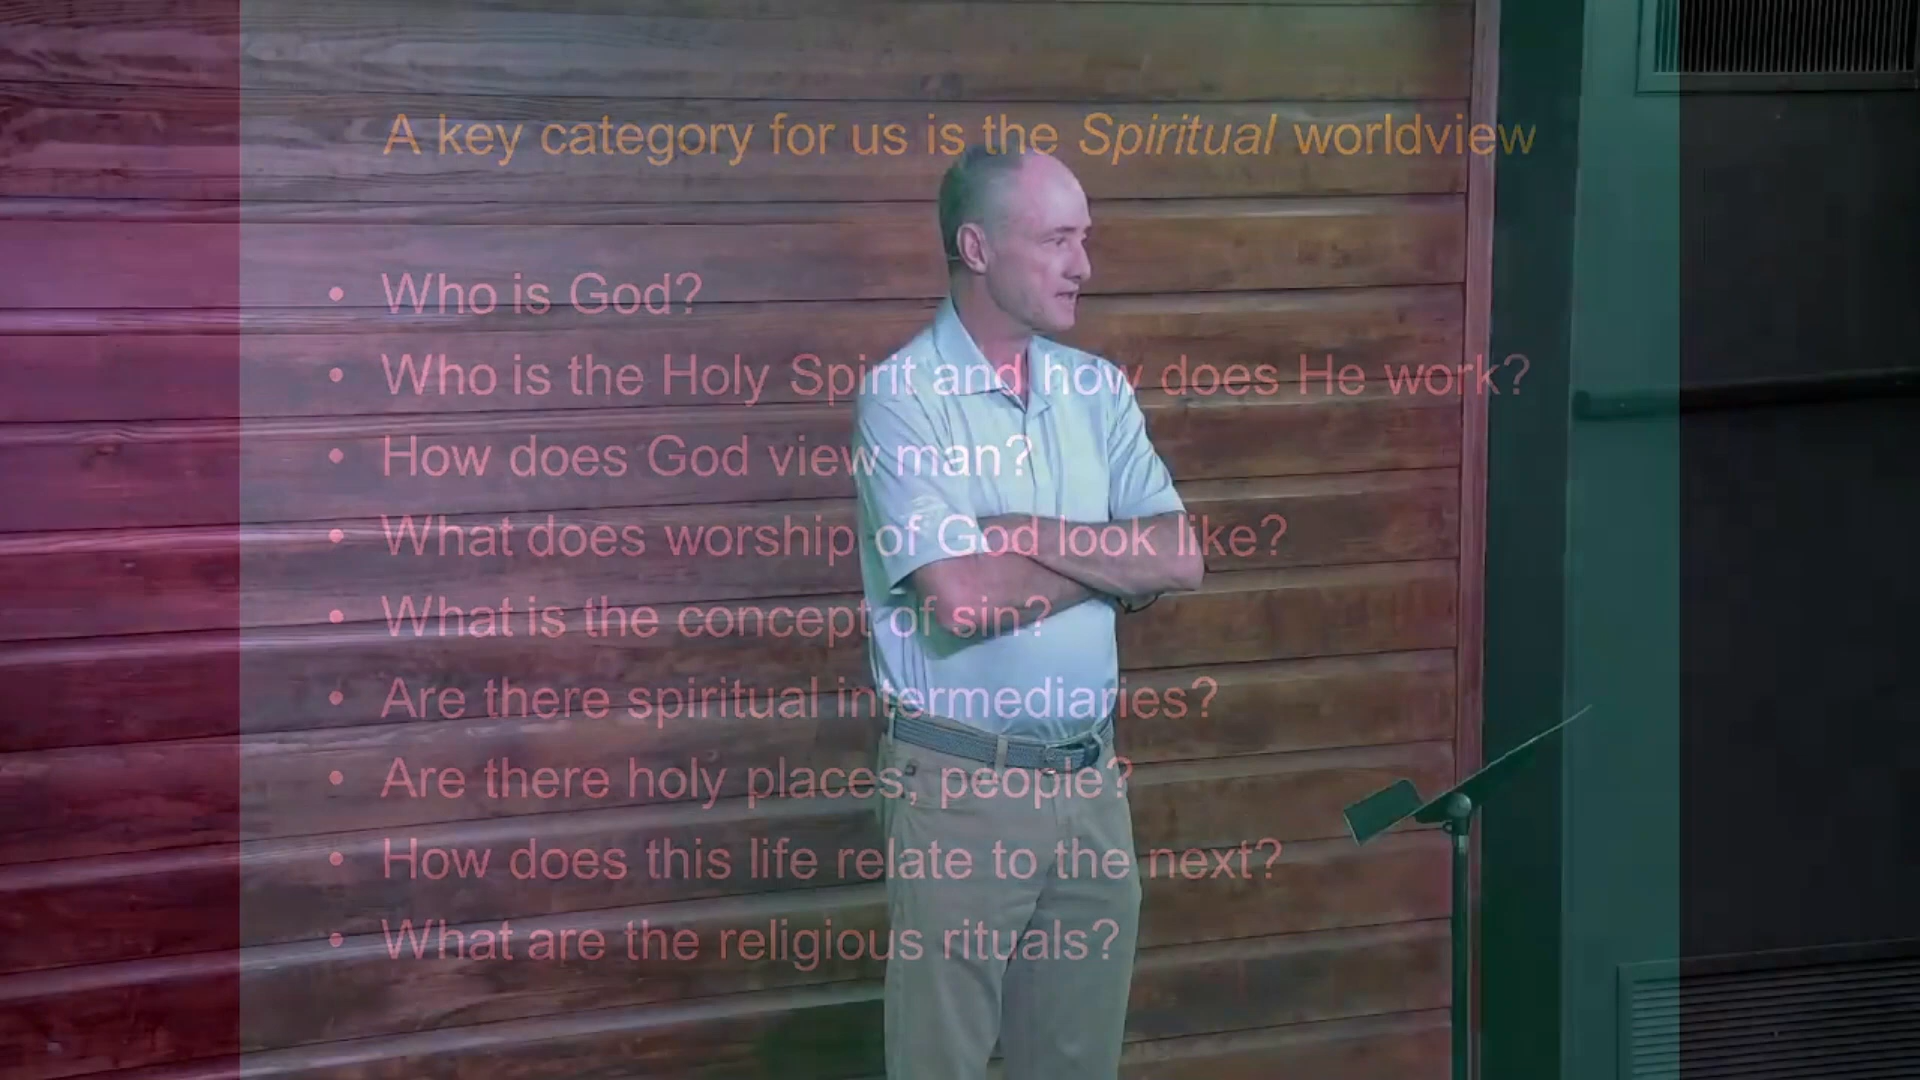 A key category for us is the Spiritual worldview
• Who is God?
• Who is the Holy Spirit and how does He work?
• How does God view man?
• What does worship of God look like?
• What is the concept of sin?
• Are there spiritual intermediaries?
• Are there holy places, people?
• How does this life relate to the next?
• What are the religious rituals?